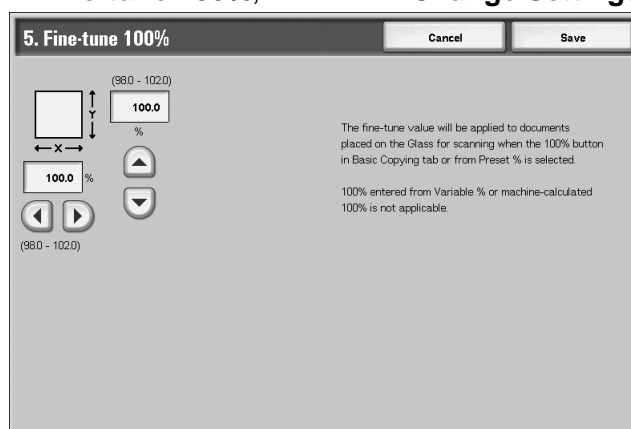 5. Fine-tune 100%
Cancel
Save
(98.0 - 102.0)
100.0
%
Y
X
100.0 %
(98.0 - 102.0)
The fine-tune value will be applied to documents
placed on the Glass for scanning when the 100% button
in Basic Copying tab or from Preset % is selected.
100% entered from Variable % or machine-calculated
100% is not applicable.